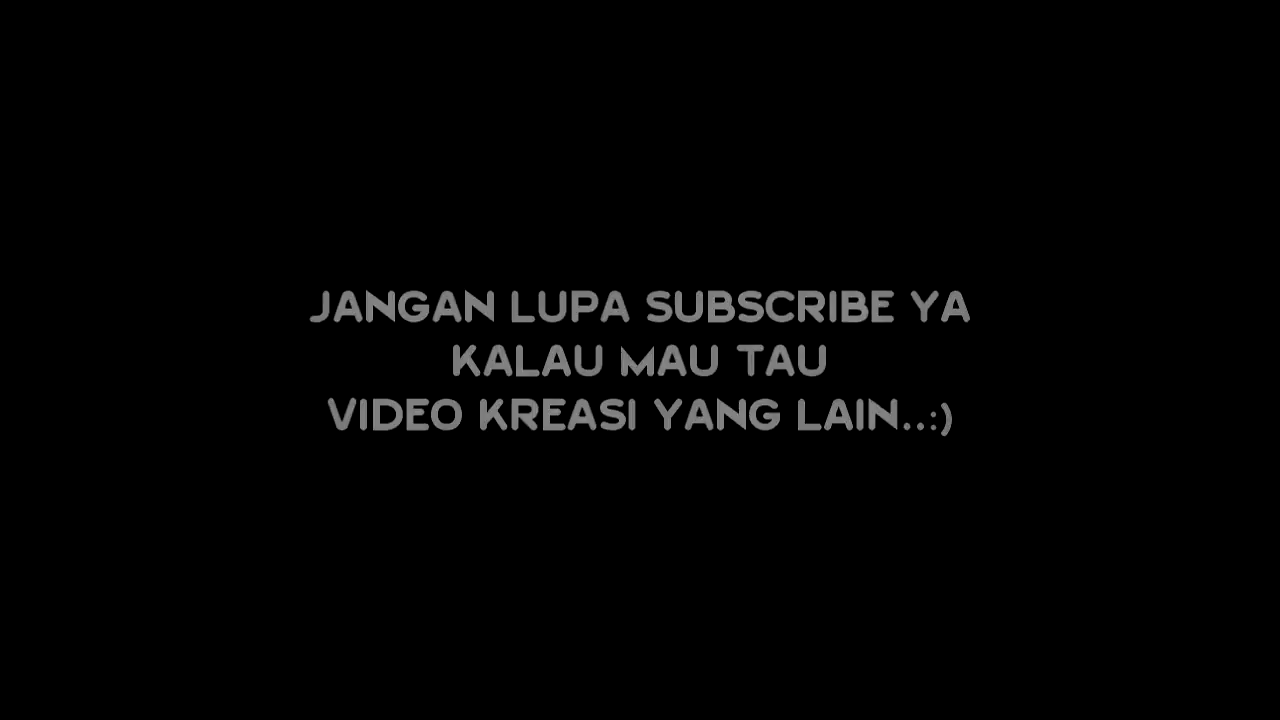 JANGAN LUPA SUBSCRIBE YA
KALAU MAU TAU
VIDEO KREASI YANG LAIN..:)